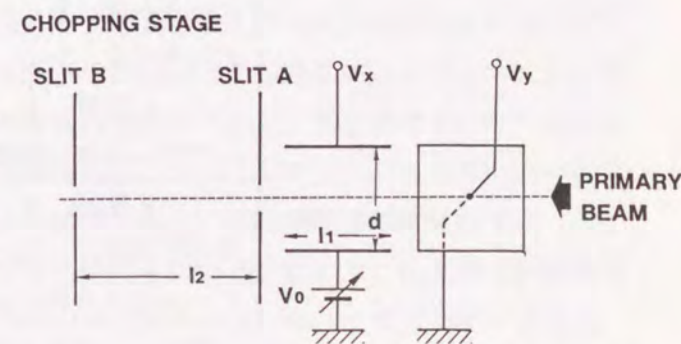 CHOPPING STAGE
SLIT B
SLIT A
Vx
Vy
PRIMARY
BEAM
d
l1
l2
V0